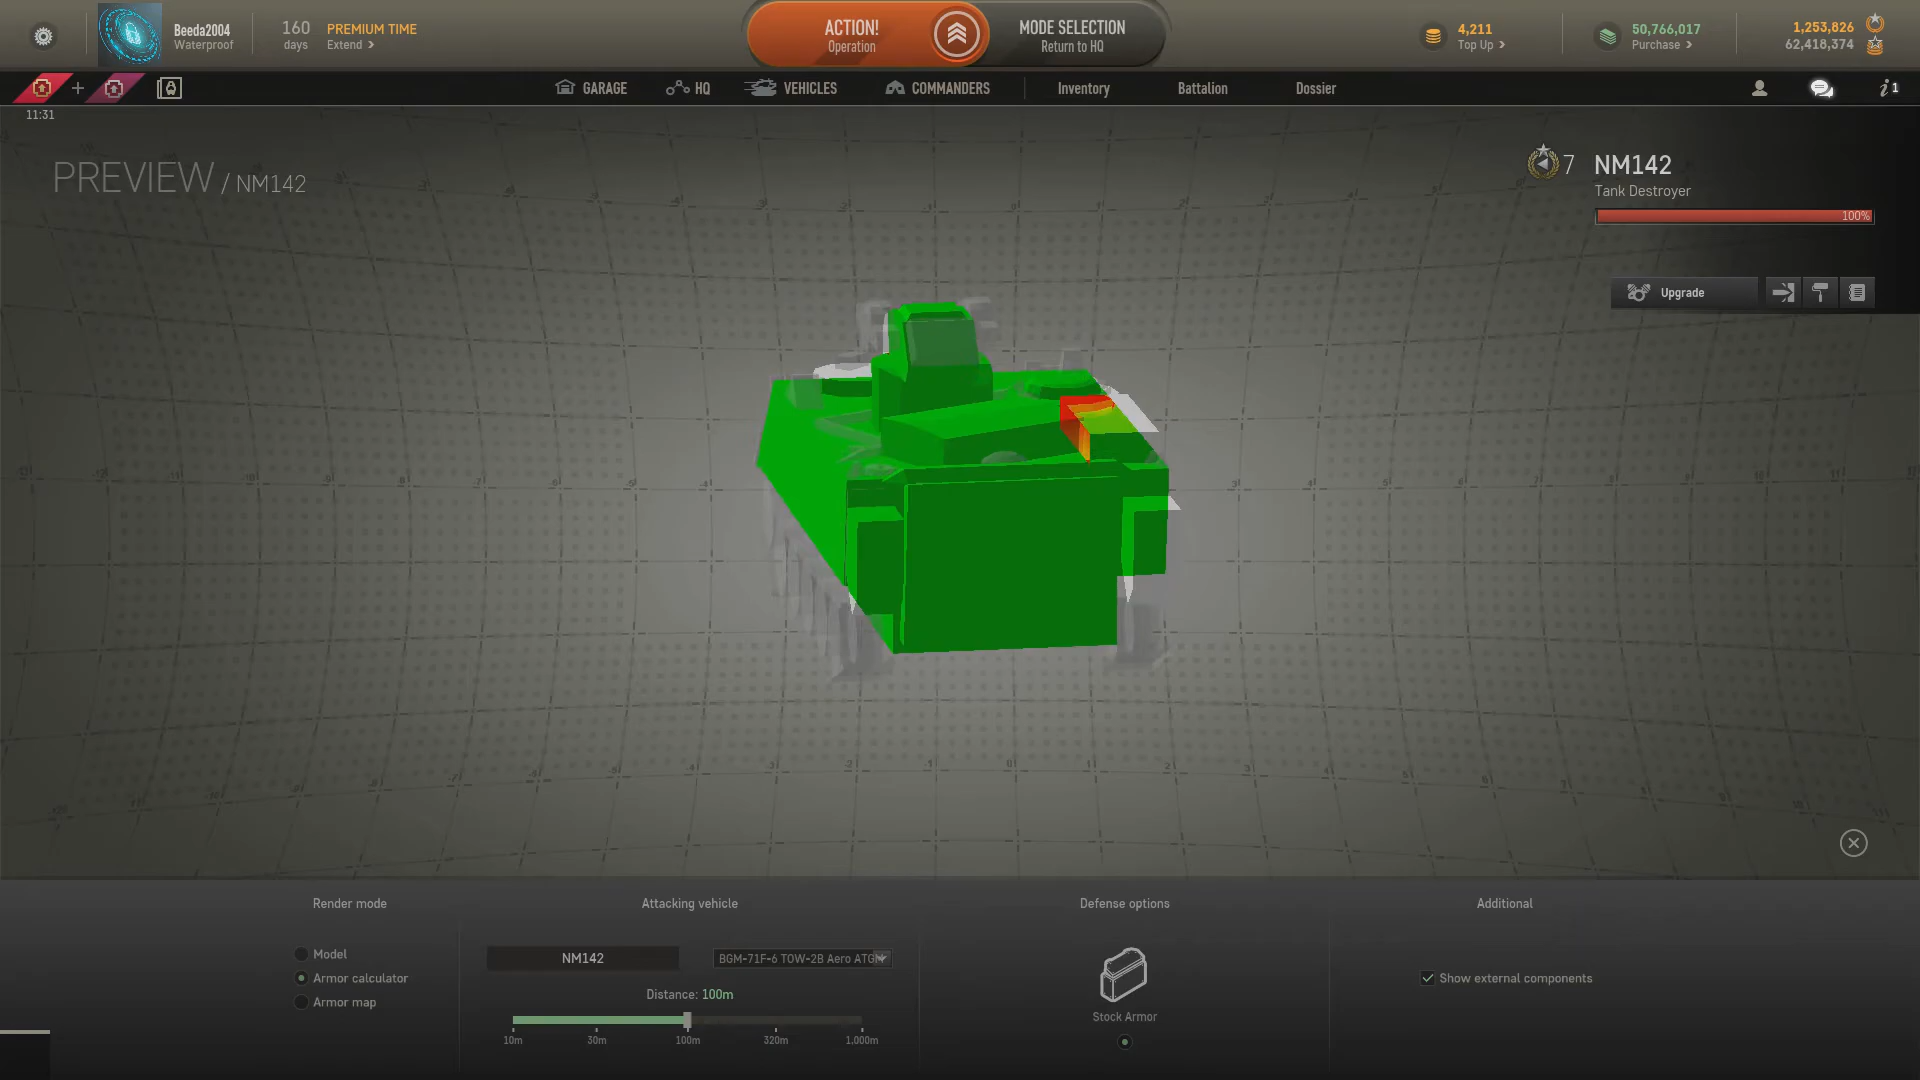 Beeda2004
Waterproof
160
days
PREMIUM TIME
Extend
ACTION!
Operation
MODE SELECTION
Return to HQ
4,211
Top Up
50,766,017
Purchase
1,253,826
62,418,374
GARAGE
HQ
VEHICLES
COMMANDERS
Inventory
Battalion
Dossier
1
11:31
PREVIEW / NM142
7
NM142
Tank Destroyer
100%
Upgrade
Render mode
Model
Armor calculator
Armor map
Attacking vehicle
NM142
BGM-71F-6 TOW-2B Aero ATGM
Distance: 100m
10m
30m
100m
320m
1,000m
Defense options
Stock Armor
Additional
Show external components